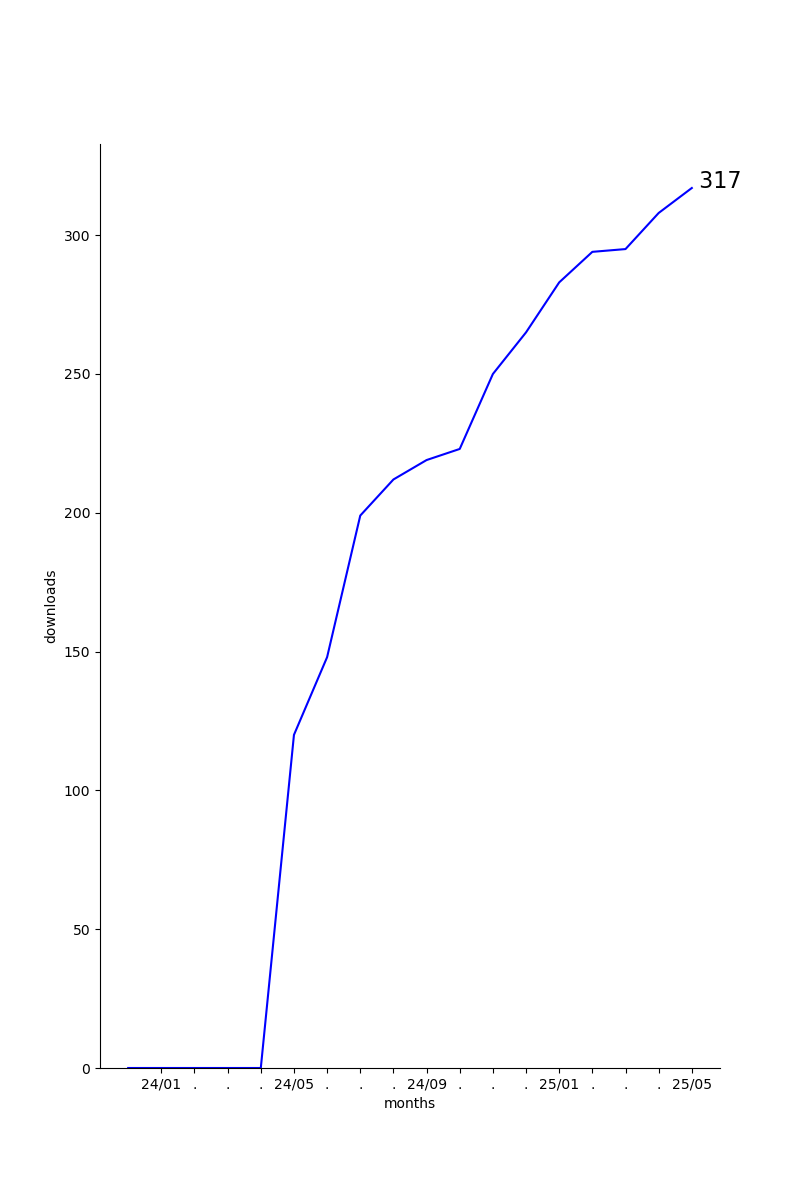 317
300
250
200
150
100
50
0
downloads
24/01 . . . 24/05 . . . 24/09 . . . 25/01 . . . 25/05
months